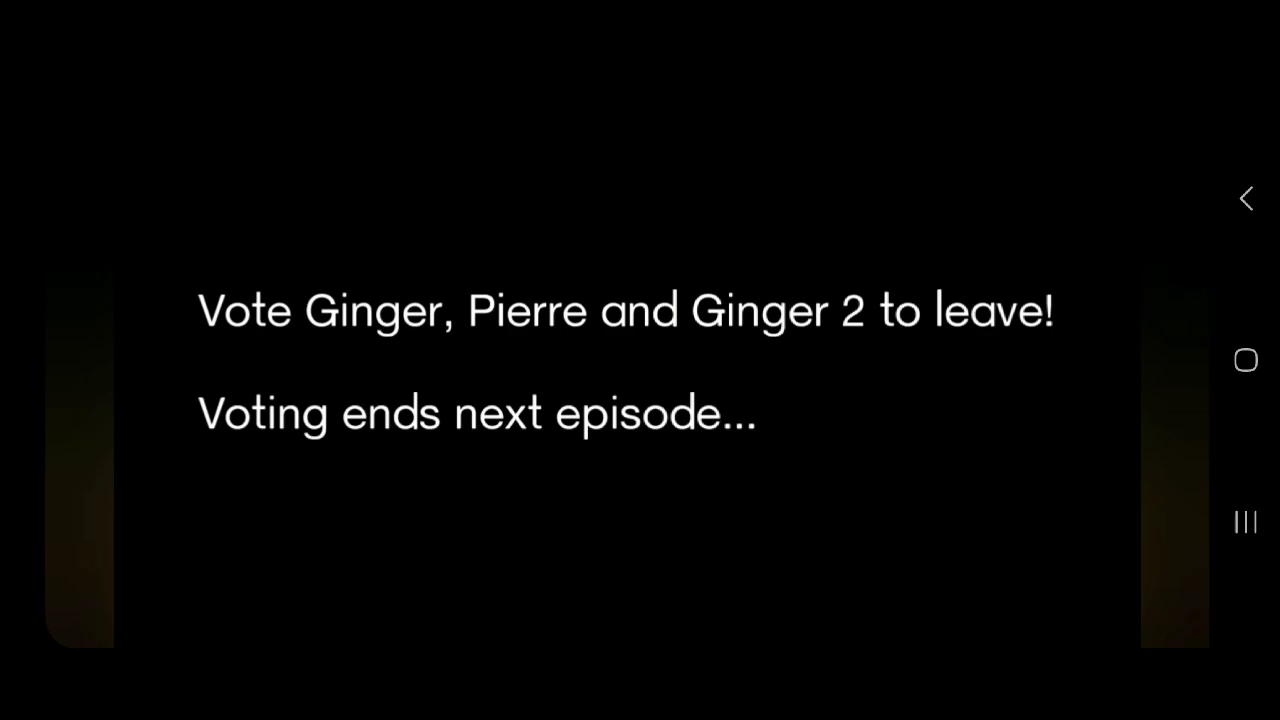 Vote Ginger, Pierre and Ginger 2 to leave!
Voting ends next episode...